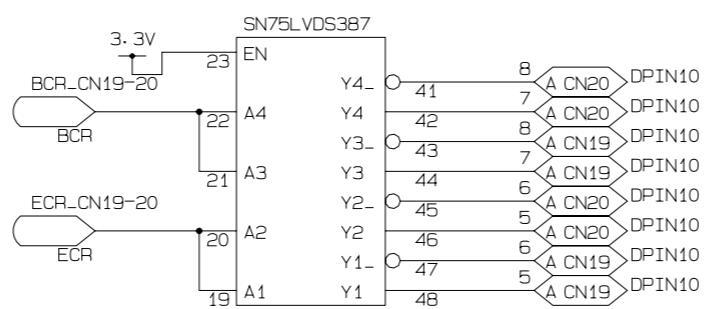 SN75LVDS387
3.3V
23 EN
BCR_CN19-20
BCR
22 A4
21 A3
ECR_CN19-20
ECR
20 A2
19 A1
Y4_ 41 8 A CN20 DPIN10
Y4 42 7 A CN20 DPIN10
Y3_ 43 8 A CN19 DPIN10
Y3 44 7 A CN19 DPIN10
Y2_ 45 6 A CN20 DPIN10
Y2 46 5 A CN20 DPIN10
Y1_ 47 6 A CN19 DPIN10
Y1 48 5 A CN19 DPIN10